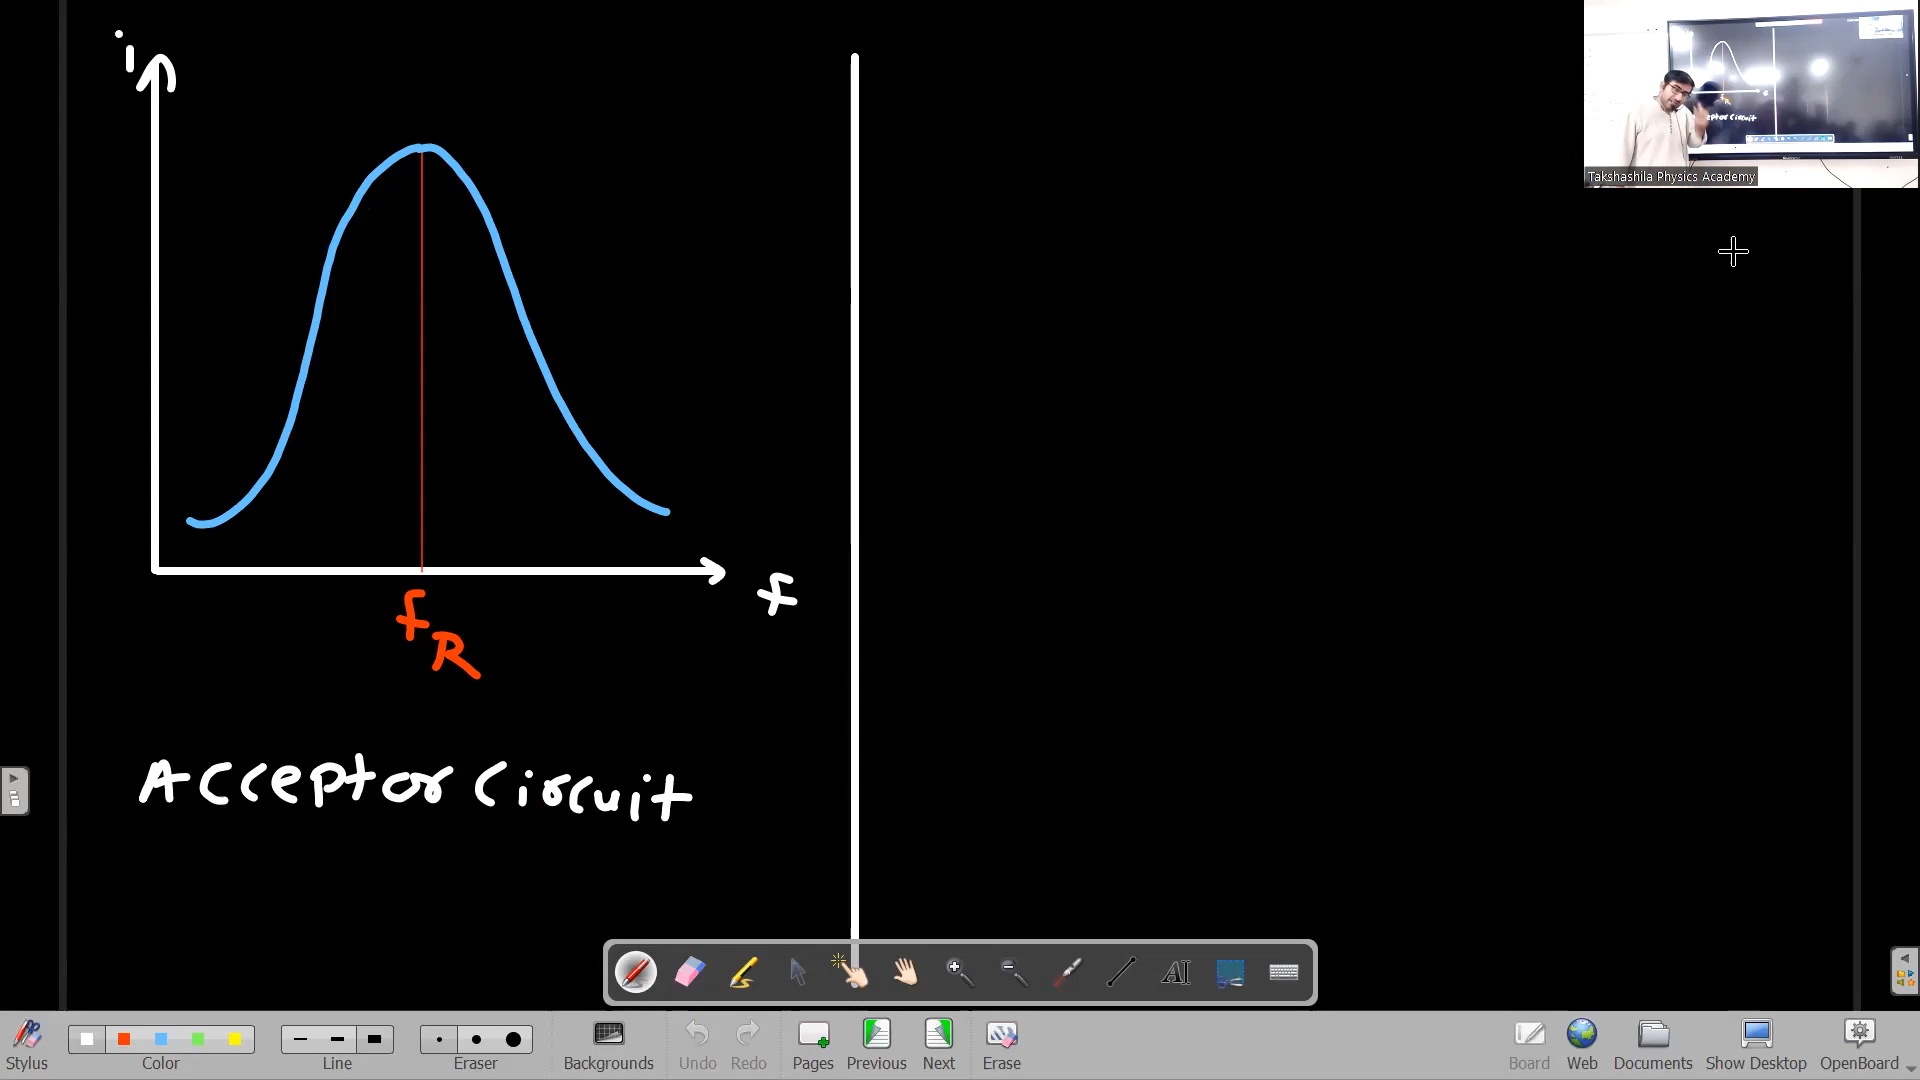 i
Takshashila Physics Academy
f
fR
Acceptor Circuit
Stylus
Color
Line
Eraser
Backgrounds
Undo
Redo
Pages
Previous
Next
Erase
Board
Web
Documents
Show Desktop
OpenBoard